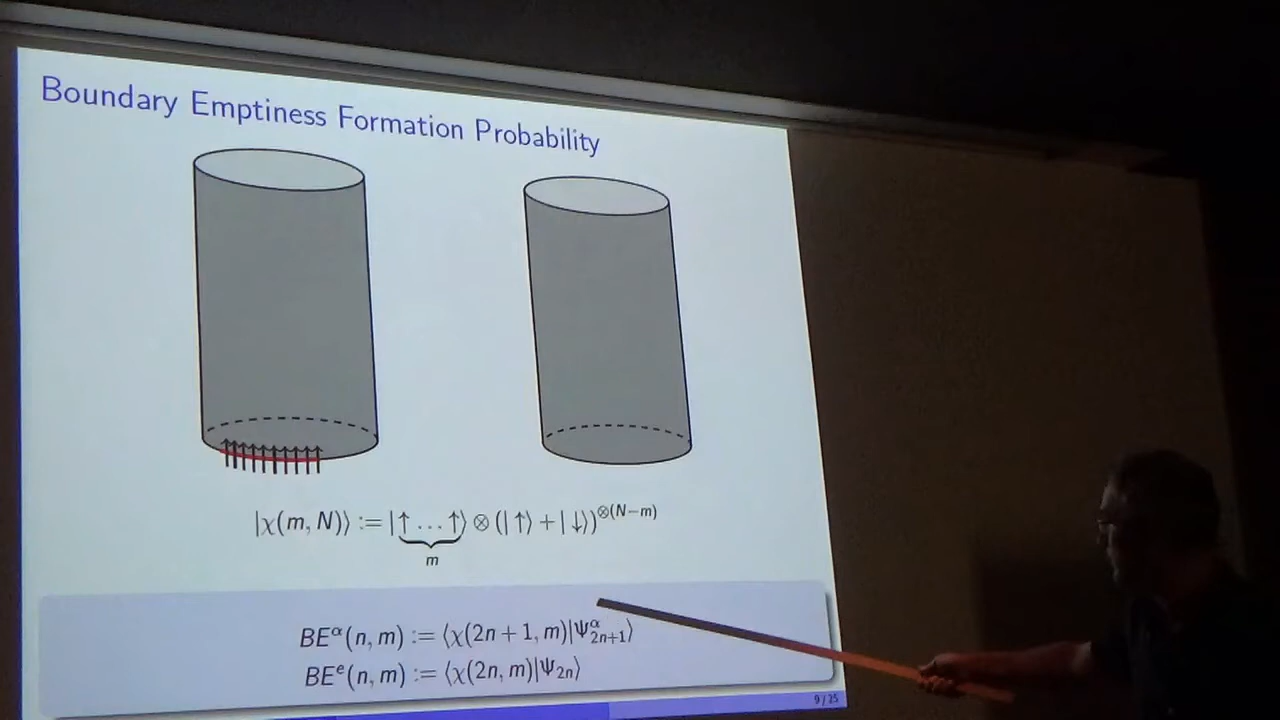 Boundary Emptiness Formation Probability
|χ(m, N)⟩ := |↑ … ↑⟩ ⊗ (| ↑⟩ + | ↓⟩)^⊗(N−m)
m
BE^α(n, m) := ⟨χ(2n + 1, m)|Ψ^α_{2n+1}⟩
BE^e(n, m) := ⟨χ(2n, m)|Ψ_{2n}⟩
9 / 25